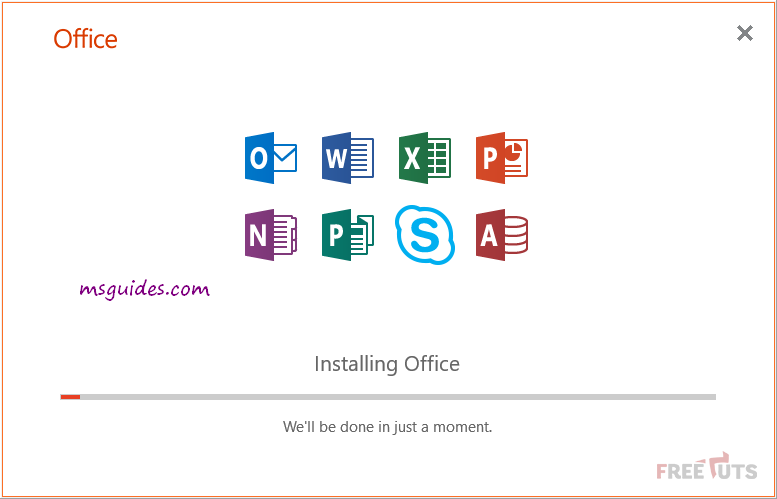 Office
O W X P
N P S A
msguides.com
Installing Office
We'll be done in just a moment.
FREETUTS